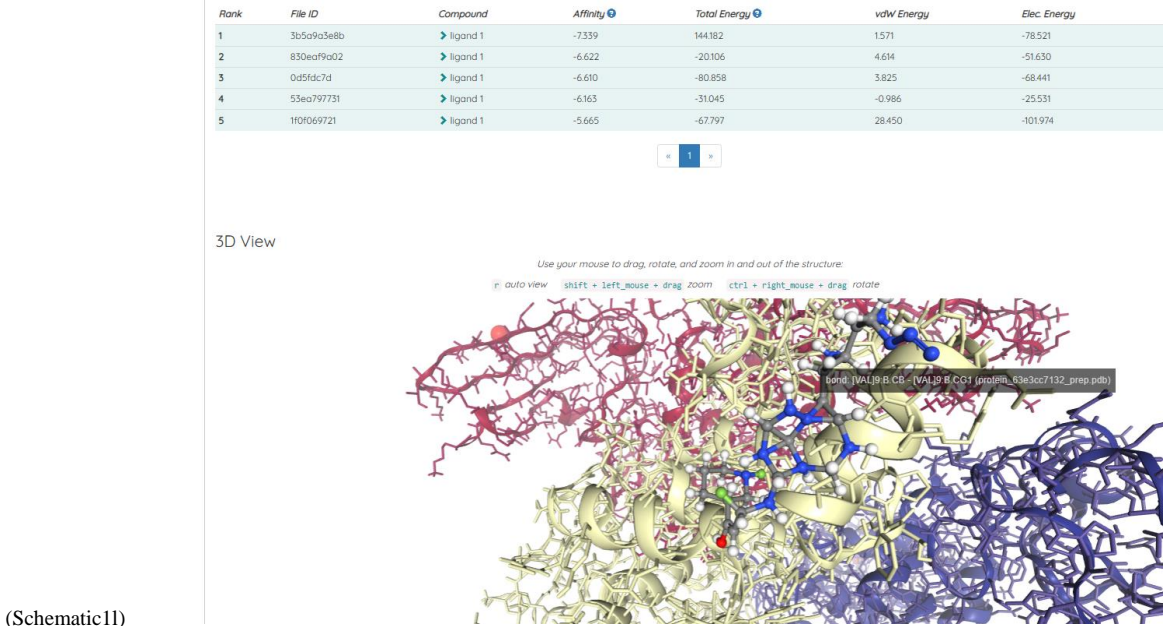 Rank File ID Compound Affinity Total Energy vdW Energy Elec. Energy
1 3b5a9a3e8b ligand 1 -7.339 144.182 1.571 -78.521
2 830eaf9a02 ligand 1 -6.622 -20.106 4.614 -51.630
3 0d5fdc7d ligand 1 -6.610 -80.858 3.825 -68.441
4 53ea797731 ligand 1 -6.163 -31.045 -0.986 -25.531
5 1f0f069721 ligand 1 -5.665 -67.797 28.450 -101.974
« 1 »
3D View
Use your mouse to drag, rotate, and zoom in and out of the structure:
r auto view shift + left_mouse + drag zoom ctrl + right_mouse + drag rotate
bond: [VAL]9:B.CB - [VAL]9:B.CG1 (protein_63e3cc7132_prep.pdb)
(Schematic11)